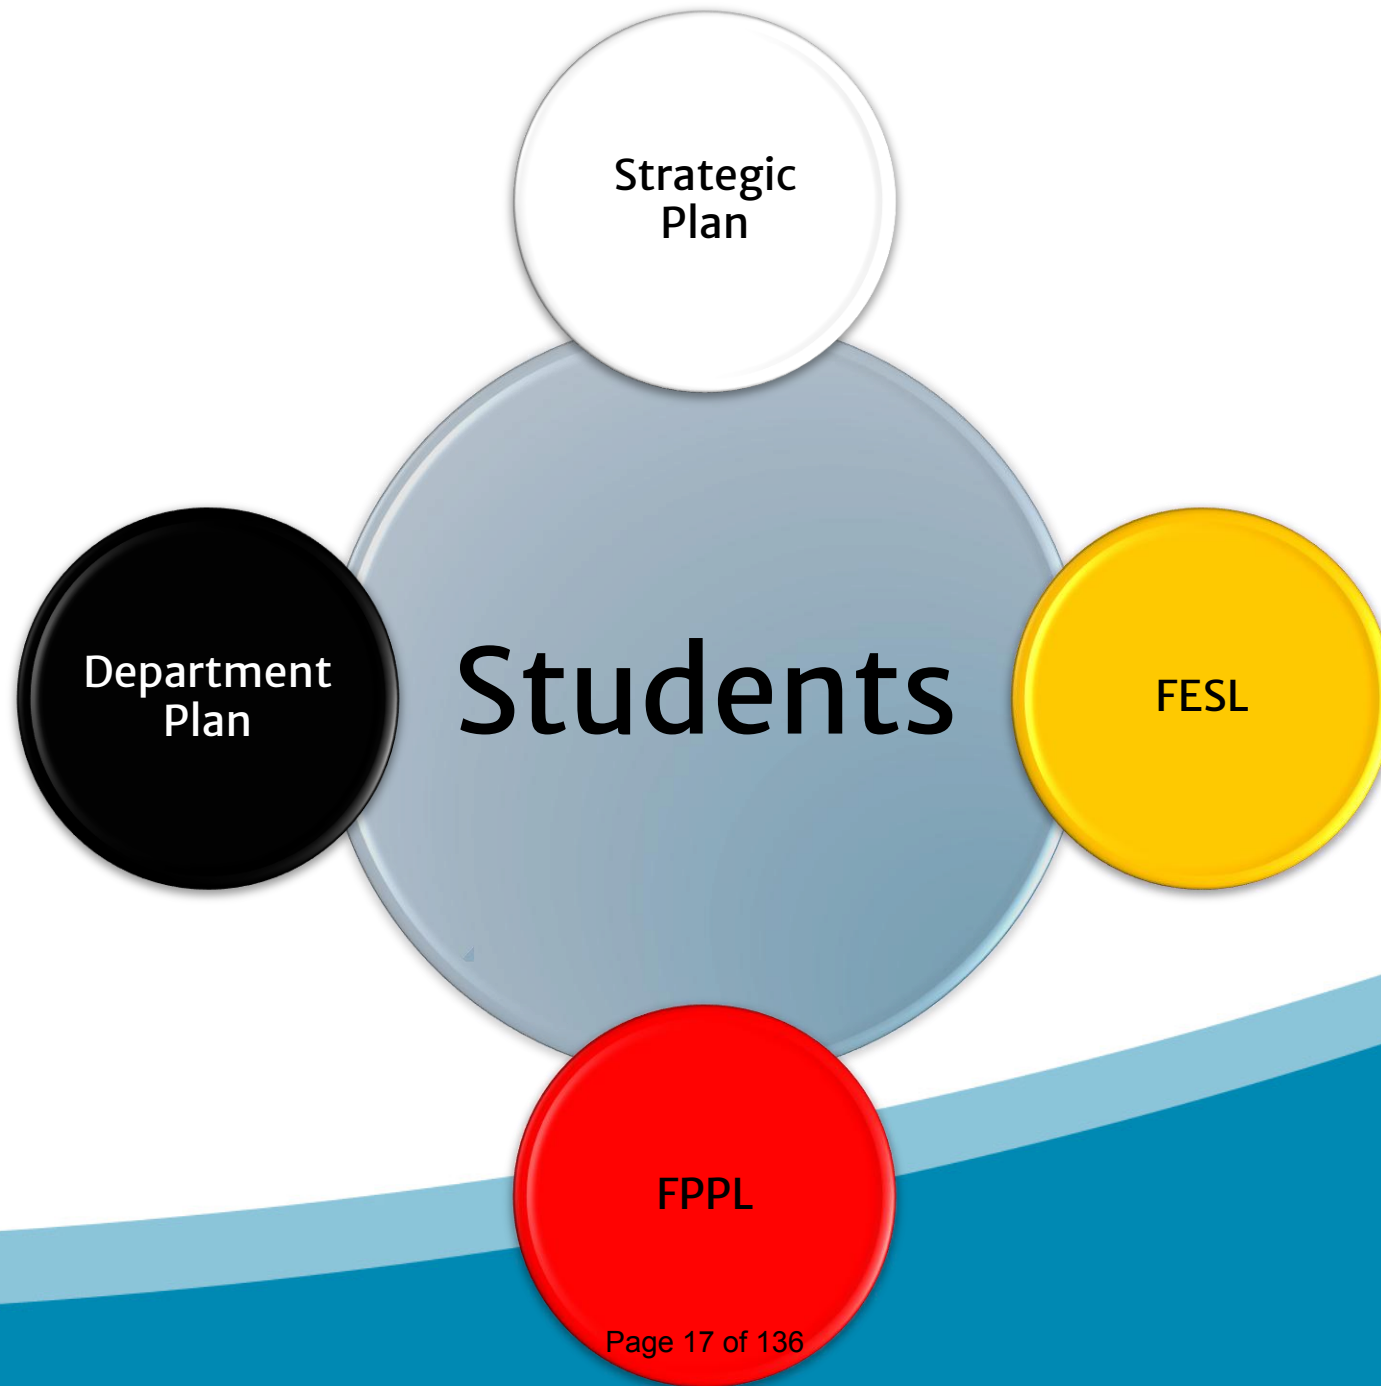 Strategic
Plan
Department
Plan
Students
FESL
FPPL
Page 17 of 136